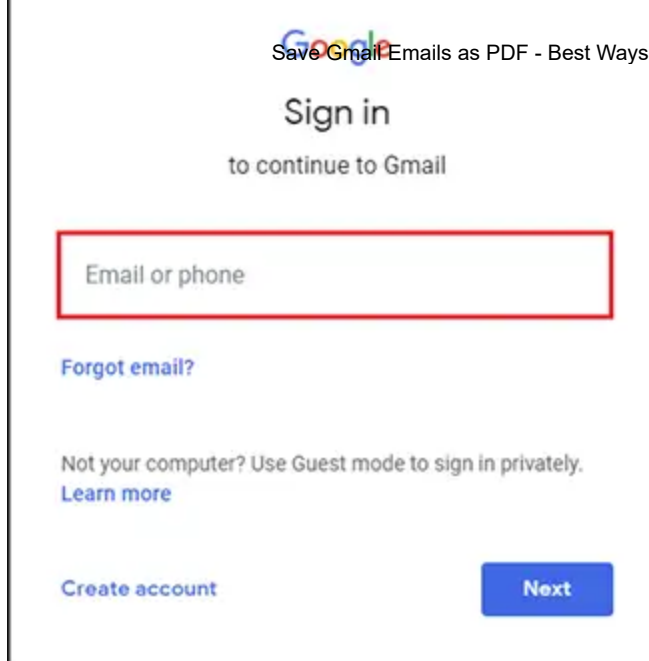 Google
Save Gmail Emails as PDF - Best Ways
Sign in
to continue to Gmail
Email or phone
Forgot email?
Not your computer? Use Guest mode to sign in privately.
Learn more
Create account
Next